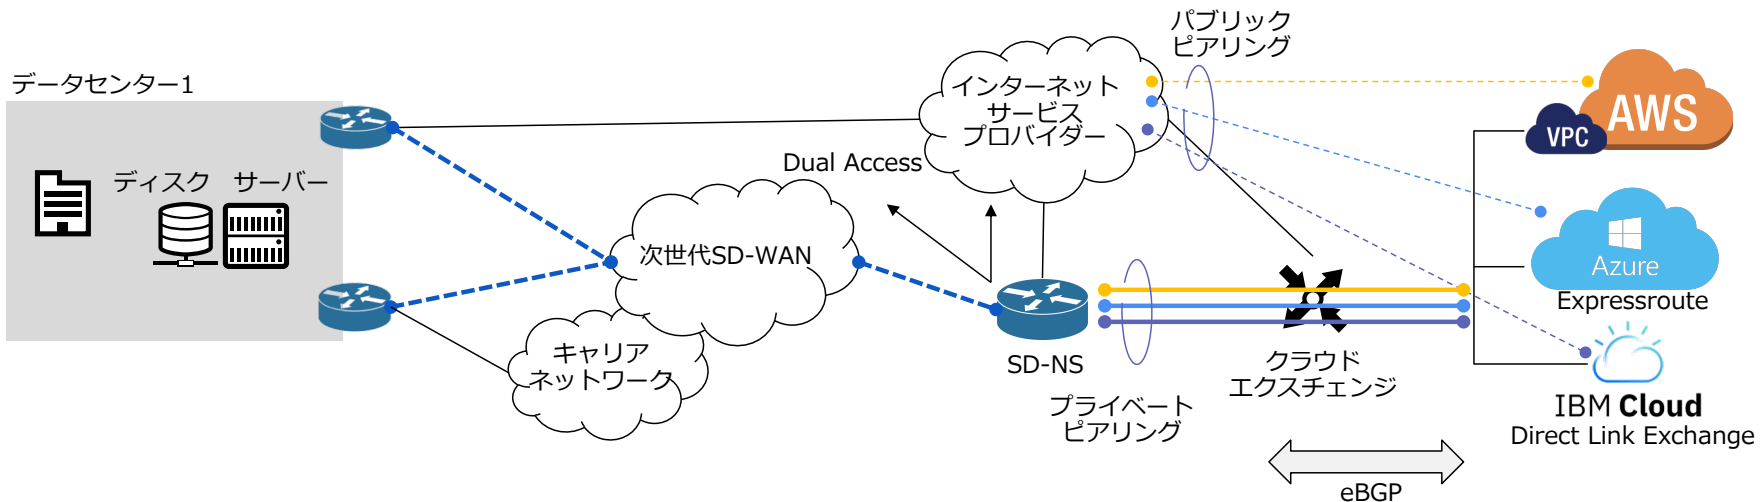 パブリック
ピアリング
データセンター1
インターネット
サービス
プロバイダー
AWS
VPC
Dual Access
ディスク サーバー
次世代SD-WAN
Azure
Expressroute
キャリア
ネットワーク
SD-NS
クラウド
エクスチェンジ
プライベート
ピアリング
IBM Cloud
Direct Link Exchange
eBGP